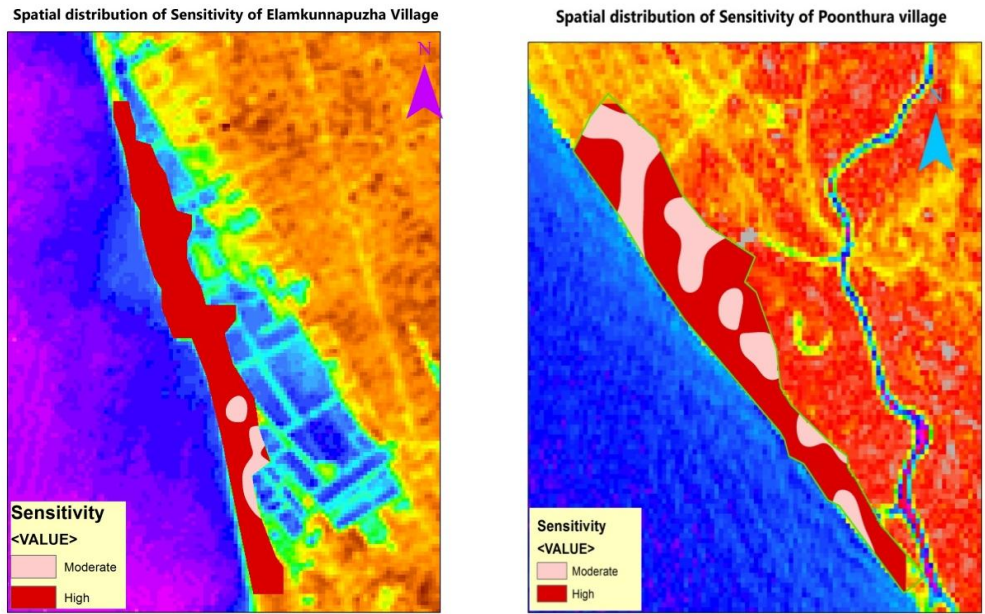 Spatial distribution of Sensitivity of Elamkunnapuzha Village
N
Sensitivity
<VALUE>
Moderate
High
Spatial distribution of Sensitivity of Poonthura village
N
Sensitivity
<VALUE>
Moderate
High